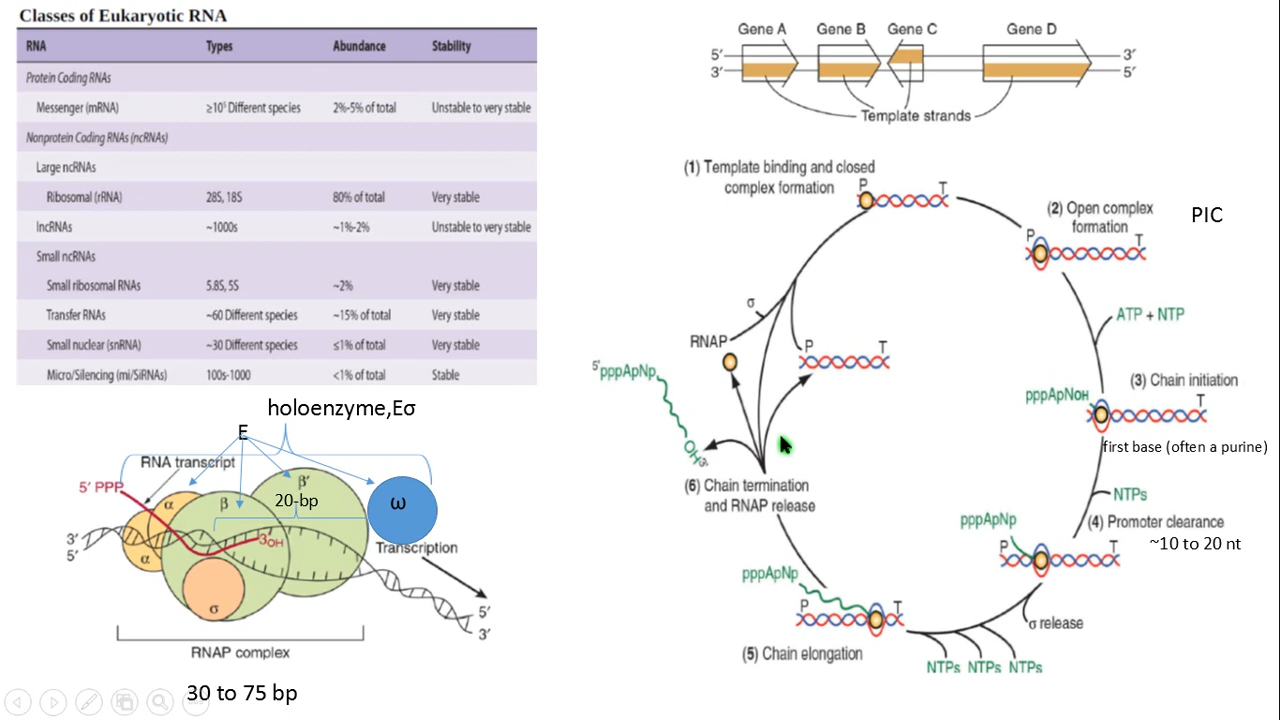 Classes of Eukaryotic RNA
RNA Types Abundance Stability
Protein Coding RNAs
Messenger (mRNA) ≥10⁵ Different species 2%-5% of total Unstable to very stable
Nonprotein Coding RNAs (ncRNAs)
Large ncRNAs
Ribosomal (rRNA) 28S, 18S 80% of total Very stable
lncRNAs ~1000s ~1%-2% Unstable to very stable
Small ncRNAs
Small ribosomal RNAs 5.8S, 5S ~2% Very stable
Transfer RNAs ~60 Different species ~15% of total Very stable
Small nuclear (snRNA) ~30 Different species ≤1% of total Very stable
Micro/Silencing (mi/SiRNAs) 100s-1000 <1% of total Stable
holoenzyme,Eσ
E
RNA transcript
5′ PPP
α
β
β′
20-bp
ω
3′
5′
3′OH
α
σ
Transcription
5′
3′
RNAP complex
30 to 75 bp
Gene A Gene B Gene C Gene D
5′ 3′
3′ 5′
Template strands
(1) Template binding and closed
complex formation
P T
(2) Open complex
formation
PIC
P T
ATP + NTP
(3) Chain initiation
pppApNOH
T
first base (often a purine)
NTPs
(4) Promoter clearance
~10 to 20 nt
pppApNp
P T
σ release
NTPs NTPs NTPs
(5) Chain elongation
pppApNp
P T
(6) Chain termination
and RNAP release
5′pppApNp
OH3′
RNAP
σ
P T